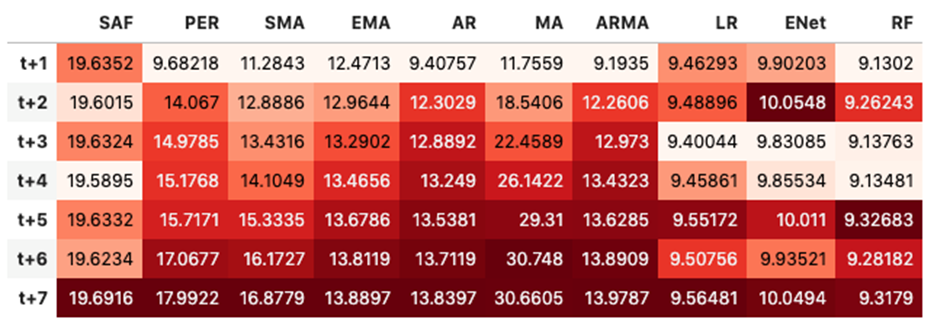 SAF PER SMA EMA AR MA ARMA LR ENet RF
t+1 19.6352 9.68218 11.2843 12.4713 9.40757 11.7559 9.1935 9.46293 9.90203 9.1302
t+2 19.6015 14.067 12.8886 12.9644 12.3029 18.5406 12.2606 9.48896 10.0548 9.26243
t+3 19.6324 14.9785 13.4316 13.2902 12.8892 22.4589 12.973 9.40044 9.83085 9.13763
t+4 19.5895 15.1768 14.1049 13.4656 13.249 26.1422 13.4323 9.45861 9.85534 9.13481
t+5 19.6332 15.7171 15.3335 13.6786 13.5381 29.31 13.6285 9.55172 10.011 9.32683
t+6 19.6234 17.0677 16.1727 13.8119 13.7119 30.748 13.8909 9.50756 9.93521 9.28182
t+7 19.6916 17.9922 16.8779 13.8897 13.8397 30.6605 13.9787 9.56481 10.0494 9.3179